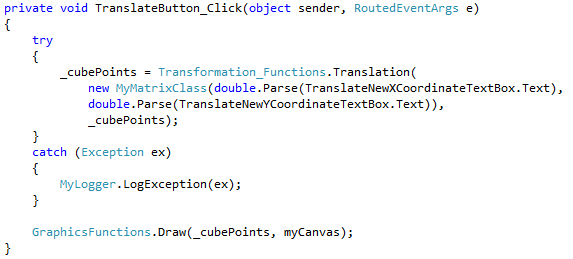 private void TranslateButton_Click(object sender, RoutedEventArgs e)
{
    try
    {
        _cubePoints = Transformation_Functions.Translation(
            new MyMatrixClass(double.Parse(TranslateNewXCoordinateTextBox.Text),
            double.Parse(TranslateNewYCoordinateTextBox.Text)),
            _cubePoints);
    }
    catch (Exception ex)
    {
        MyLogger.LogException(ex);
    }

    GraphicsFunctions.Draw(_cubePoints, myCanvas);
}